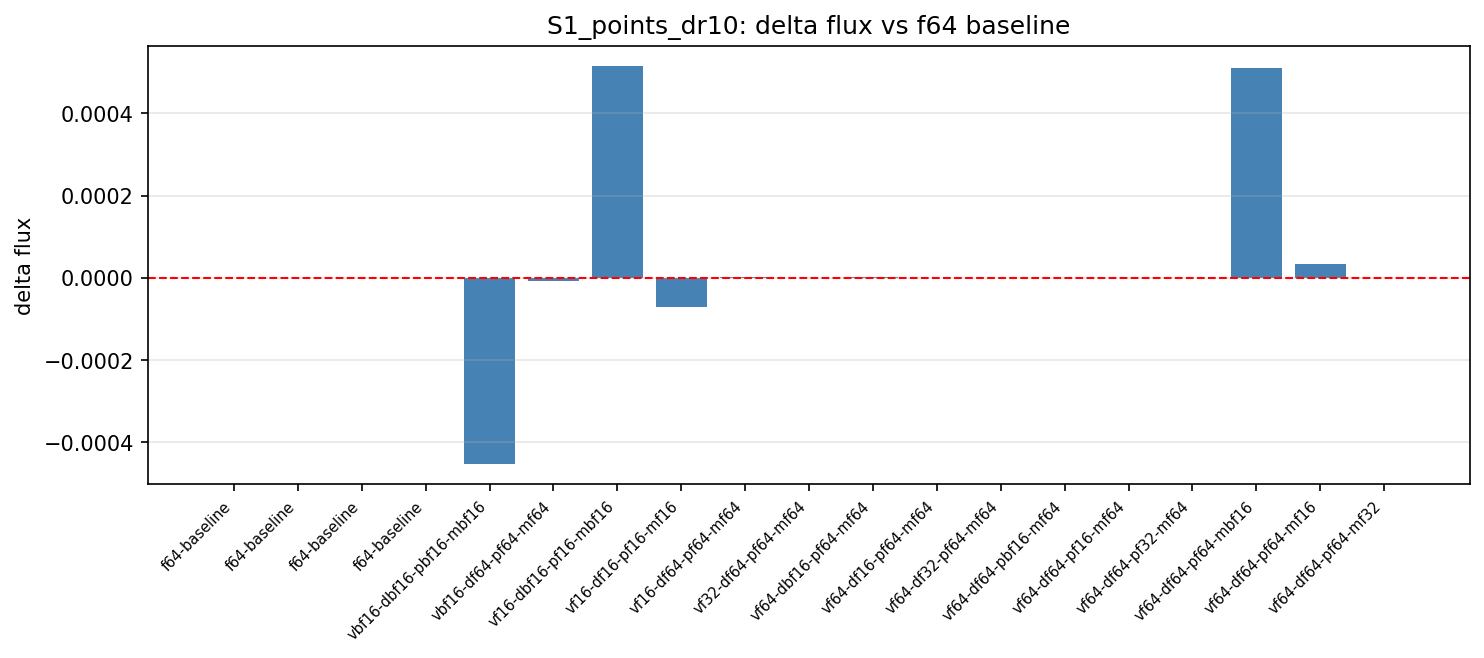 S1_points_dr10: delta flux vs f64 baseline
delta flux
0.0004
0.0002
0.0000
−0.0002
−0.0004
f64-baseline
f64-baseline
f64-baseline
f64-baseline
vbf16-dbf16-pbf16-mbf16
vbf16-df64-pf64-mf64
vf16-dbf16-pf16-mbf16
vf16-df16-pf16-mf16
vf16-df64-pf64-mf64
vf32-df64-pf64-mf64
vf64-dbf16-pf64-mf64
vf64-df16-pf64-mf64
vf64-df32-pf64-mf64
vf64-df64-pbf16-mf64
vf64-df64-pf16-mf64
vf64-df64-pf32-mf64
vf64-df64-pf64-mbf16
vf64-df64-pf64-mf16
vf64-df64-pf64-mf32